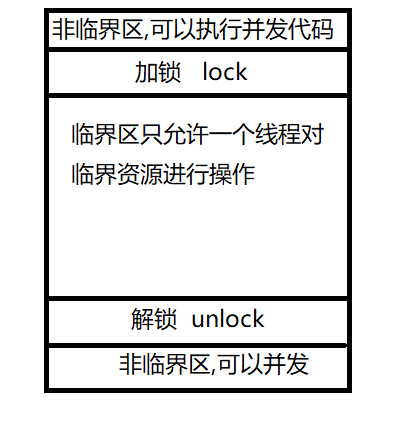 非临界区,可以执行并发代码
加锁 lock
临界区只允许一个线程对
临界资源进行操作
解锁 unlock
非临界区,可以并发